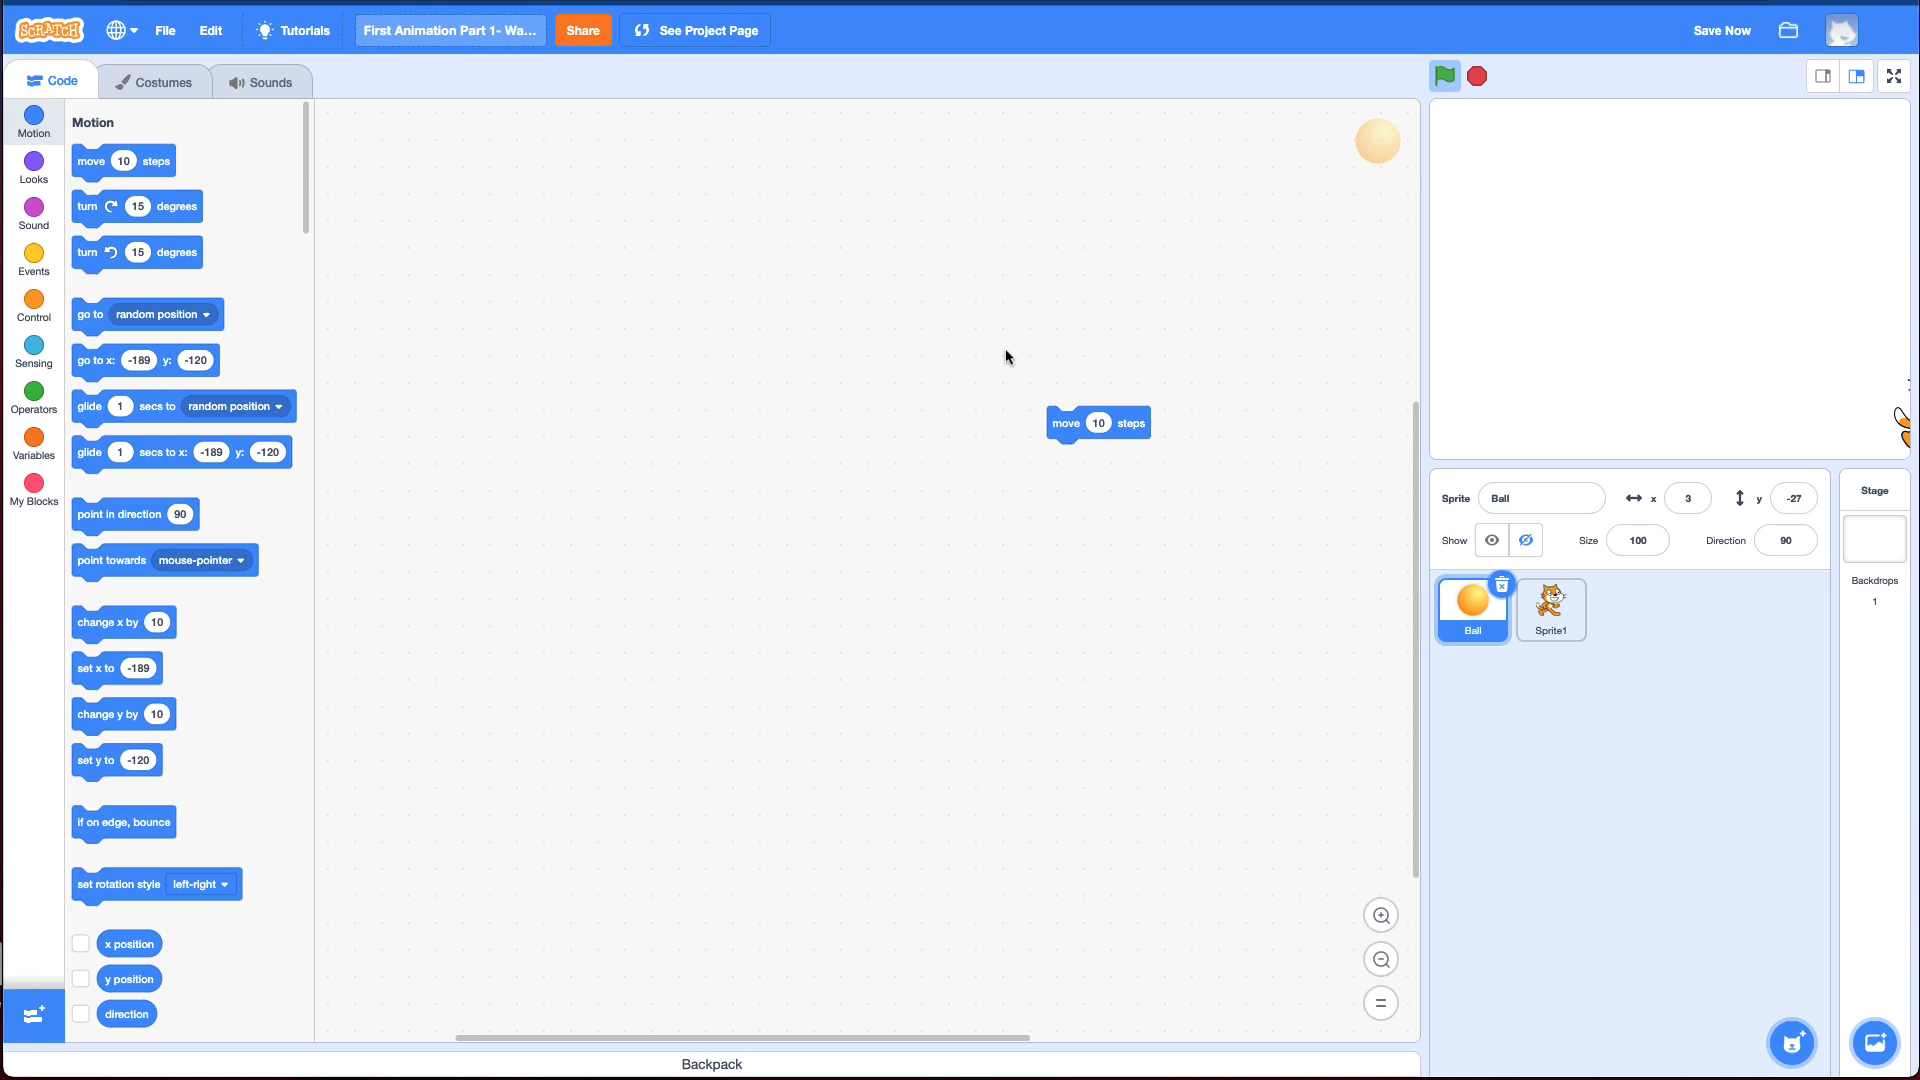 SCRATCH File Edit Tutorials First Animation Part 1- Wa... Share See Project Page Save Now
Code Costumes Sounds
Motion
Looks
Sound
Events
Control
Sensing
Operators
Variables
My Blocks
Motion
move 10 steps
turn 15 degrees
turn 15 degrees
go to random position
go to x: -189 y: -120
glide 1 secs to random position
glide 1 secs to x: -189 y: -120
point in direction 90
point towards mouse-pointer
change x by 10
set x to -189
change y by 10
set y to -120
if on edge, bounce
set rotation style left-right
x position
y position
direction
move 10 steps
Backpack
Sprite Ball x 3 y -27
Show Size 100 Direction 90
Ball
Sprite1
Stage
Backdrops
1